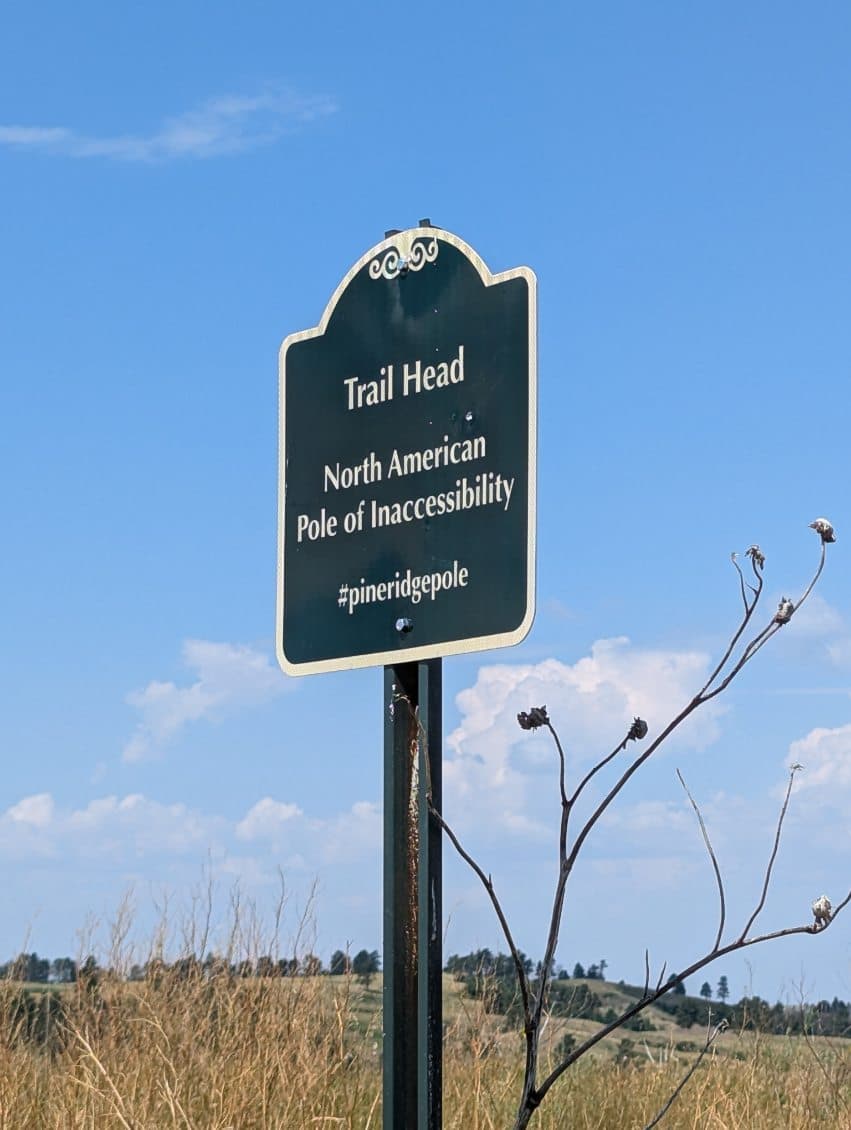 Trail Head
North American
Pole of Inaccessibility
#pineridgepole